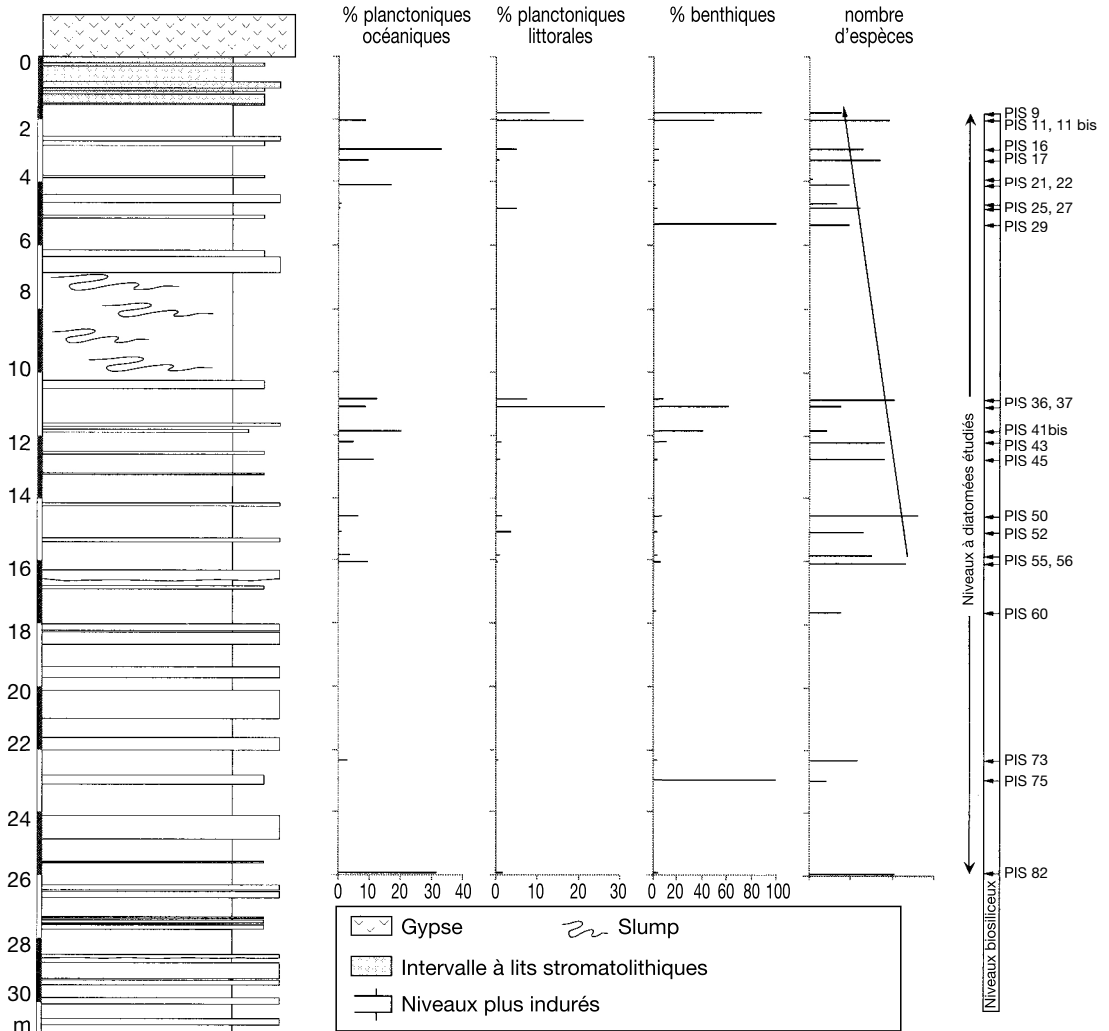 % planctoniques
océaniques
% planctoniques
littorales
% benthiques
nombre
d'espèces
0
2
4
6
8
10
12
14
16
18
20
22
24
26
28
30
m
PIS 9
PIS 11, 11 bis
PIS 16
PIS 17
PIS 21, 22
PIS 25, 27
PIS 29
PIS 36, 37
PIS 41bis
PIS 43
PIS 45
PIS 50
PIS 52
PIS 55, 56
PIS 60
PIS 73
PIS 75
PIS 82
Niveaux à diatomées étudiés
Niveaux biosiliceux
0 10 20 30 40
0 10 20 30
0 20 40 60 80 100
Gypse
Slump
Intervalle à lits stromatolithiques
Niveaux plus indurés